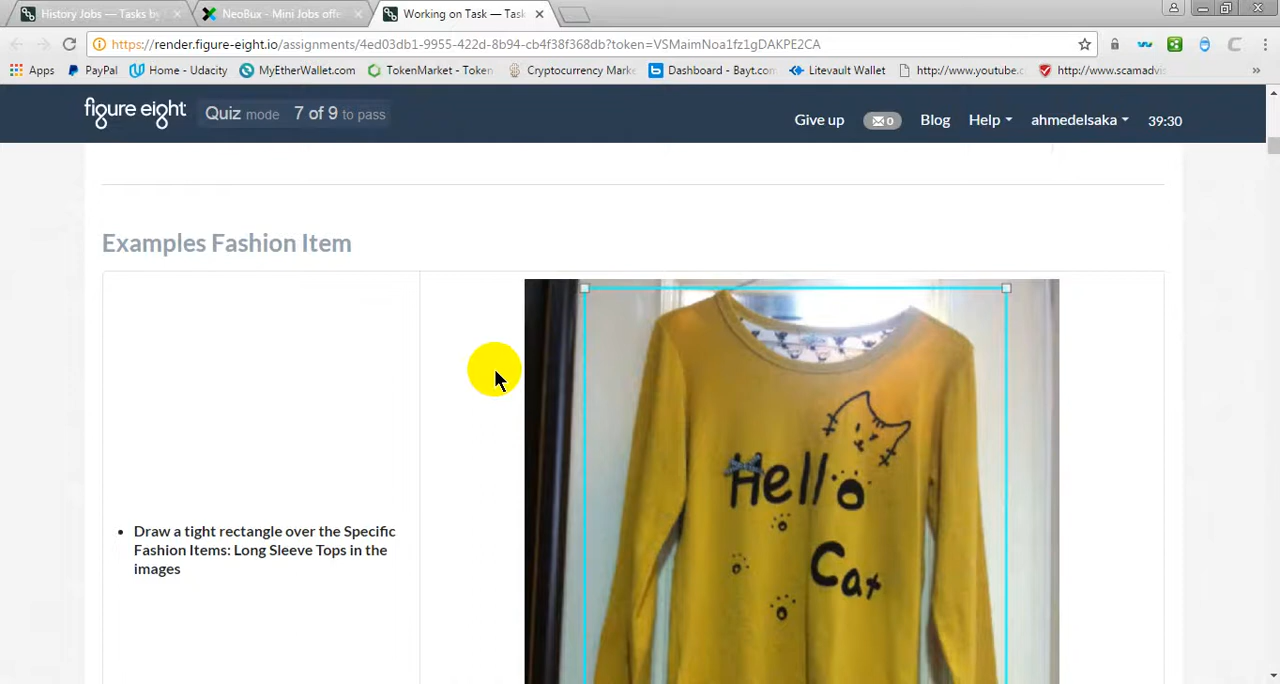 History Jobs — Tasks by
NeoBux - Mini Jobs offe
Working on Task — Task
https://render.figure-eight.io/assignments/4ed03db1-9955-4228-8b94-cb4f38f368db?token=VSMaimNoa1fz1gDAKPE2CA
Apps PayPal Home - Udacity MyEtherWallet.com TokenMarket - Token Cryptocurrency Marke Dashboard - Bayt.com Litevault Wallet http://www.youtube.c http://www.scamadvis »
figure eight Quiz mode 7 of 9 to pass Give up 0 Blog Help ahmedelsaka 39:30
Examples Fashion Item
• Draw a tight rectangle over the Specific
Fashion Items: Long Sleeve Tops in the
images
Hello
Cat